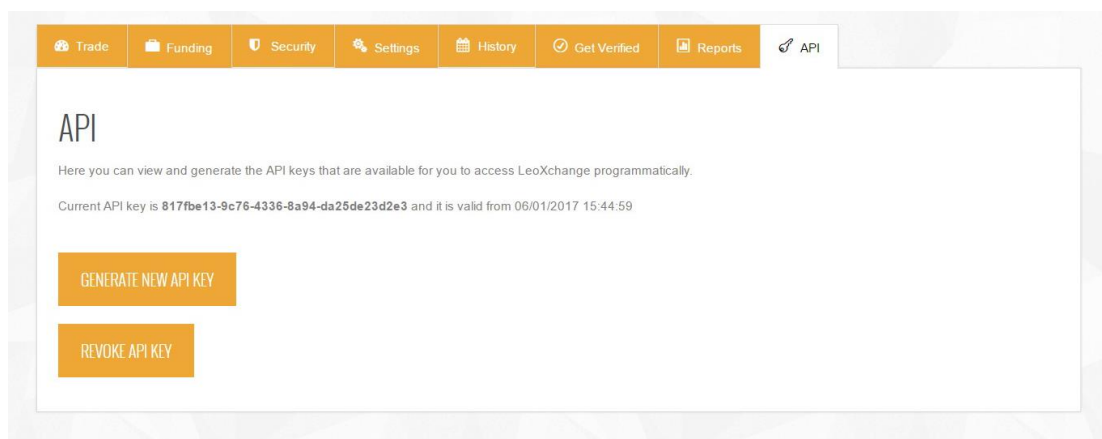 Trade Funding Security Settings History Get Verified Reports API
API
Here you can view and generate the API keys that are available for you to access LeoXchange programmatically.
Current API key is 817fbe13-9c76-4336-8a94-da25de23d2e3 and it is valid from 06/01/2017 15:44:59
GENERATE NEW API KEY
REVOKE API KEY